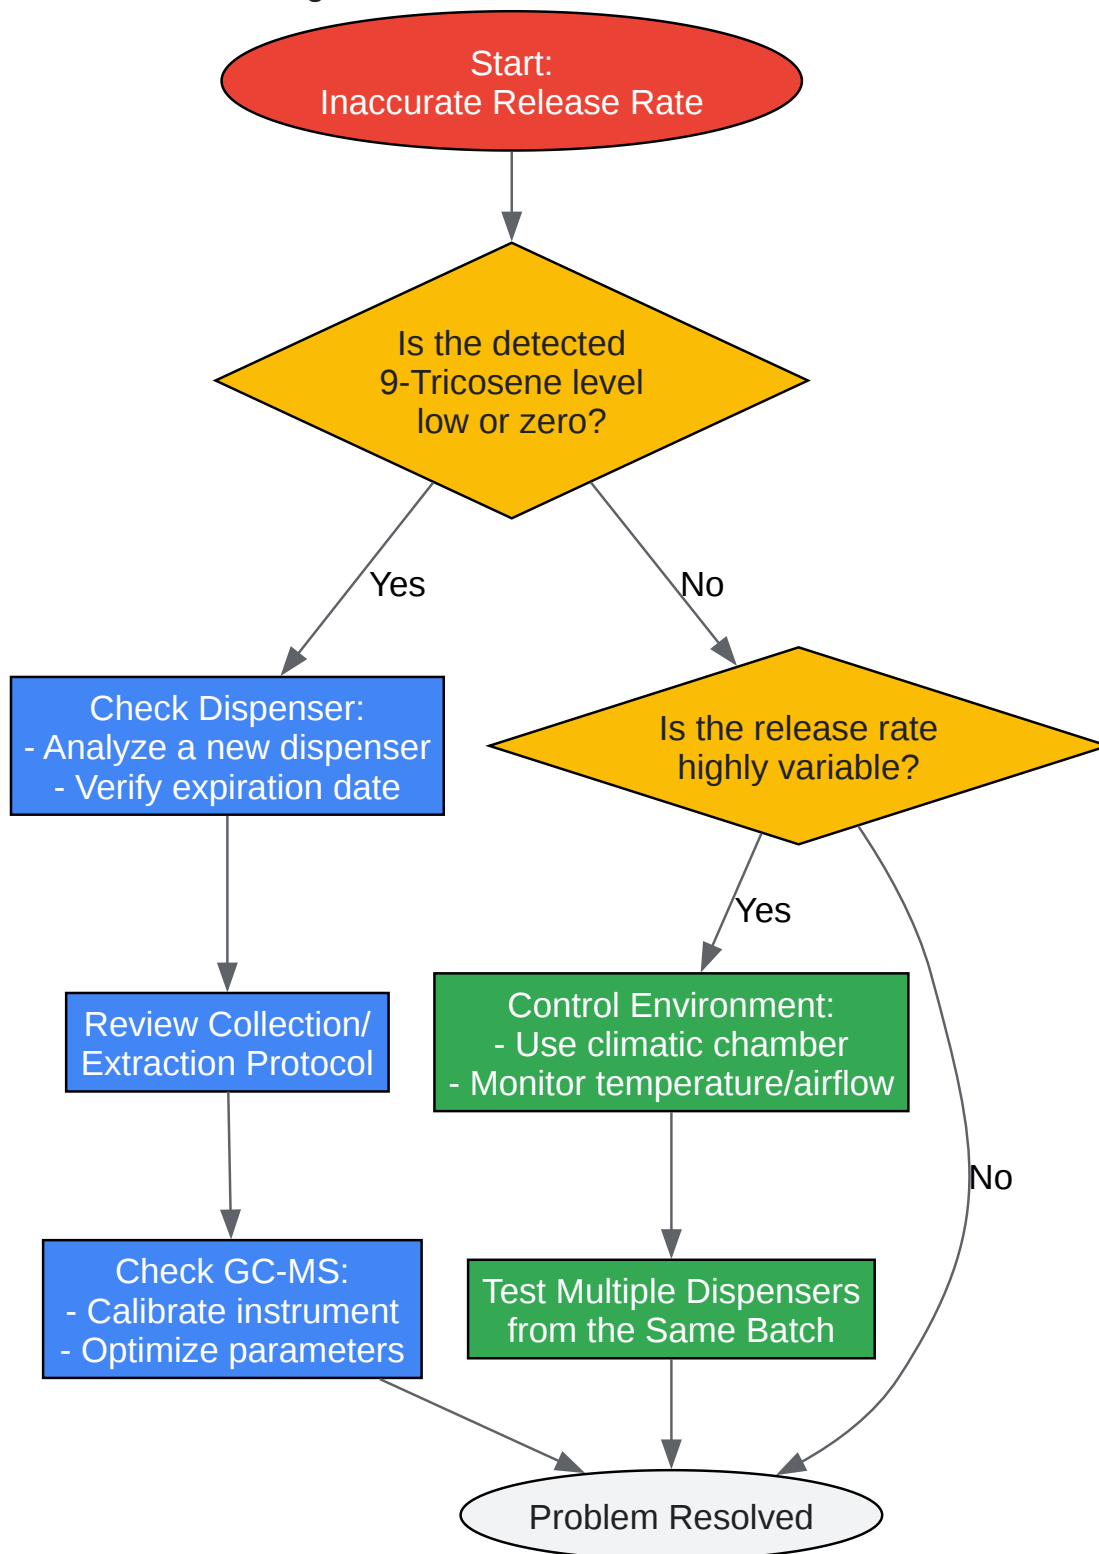 Start:
Inaccurate Release Rate
Is the detected
9-Tricosene level
low or zero?
Yes
No
Check Dispenser:
- Analyze a new dispenser
- Verify expiration date
Is the release rate
highly variable?
Yes
Review Collection/
Extraction Protocol
Control Environment:
- Use climatic chamber
- Monitor temperature/airflow
No
Check GC-MS:
- Calibrate instrument
- Optimize parameters
Test Multiple Dispensers
from the Same Batch
Problem Resolved